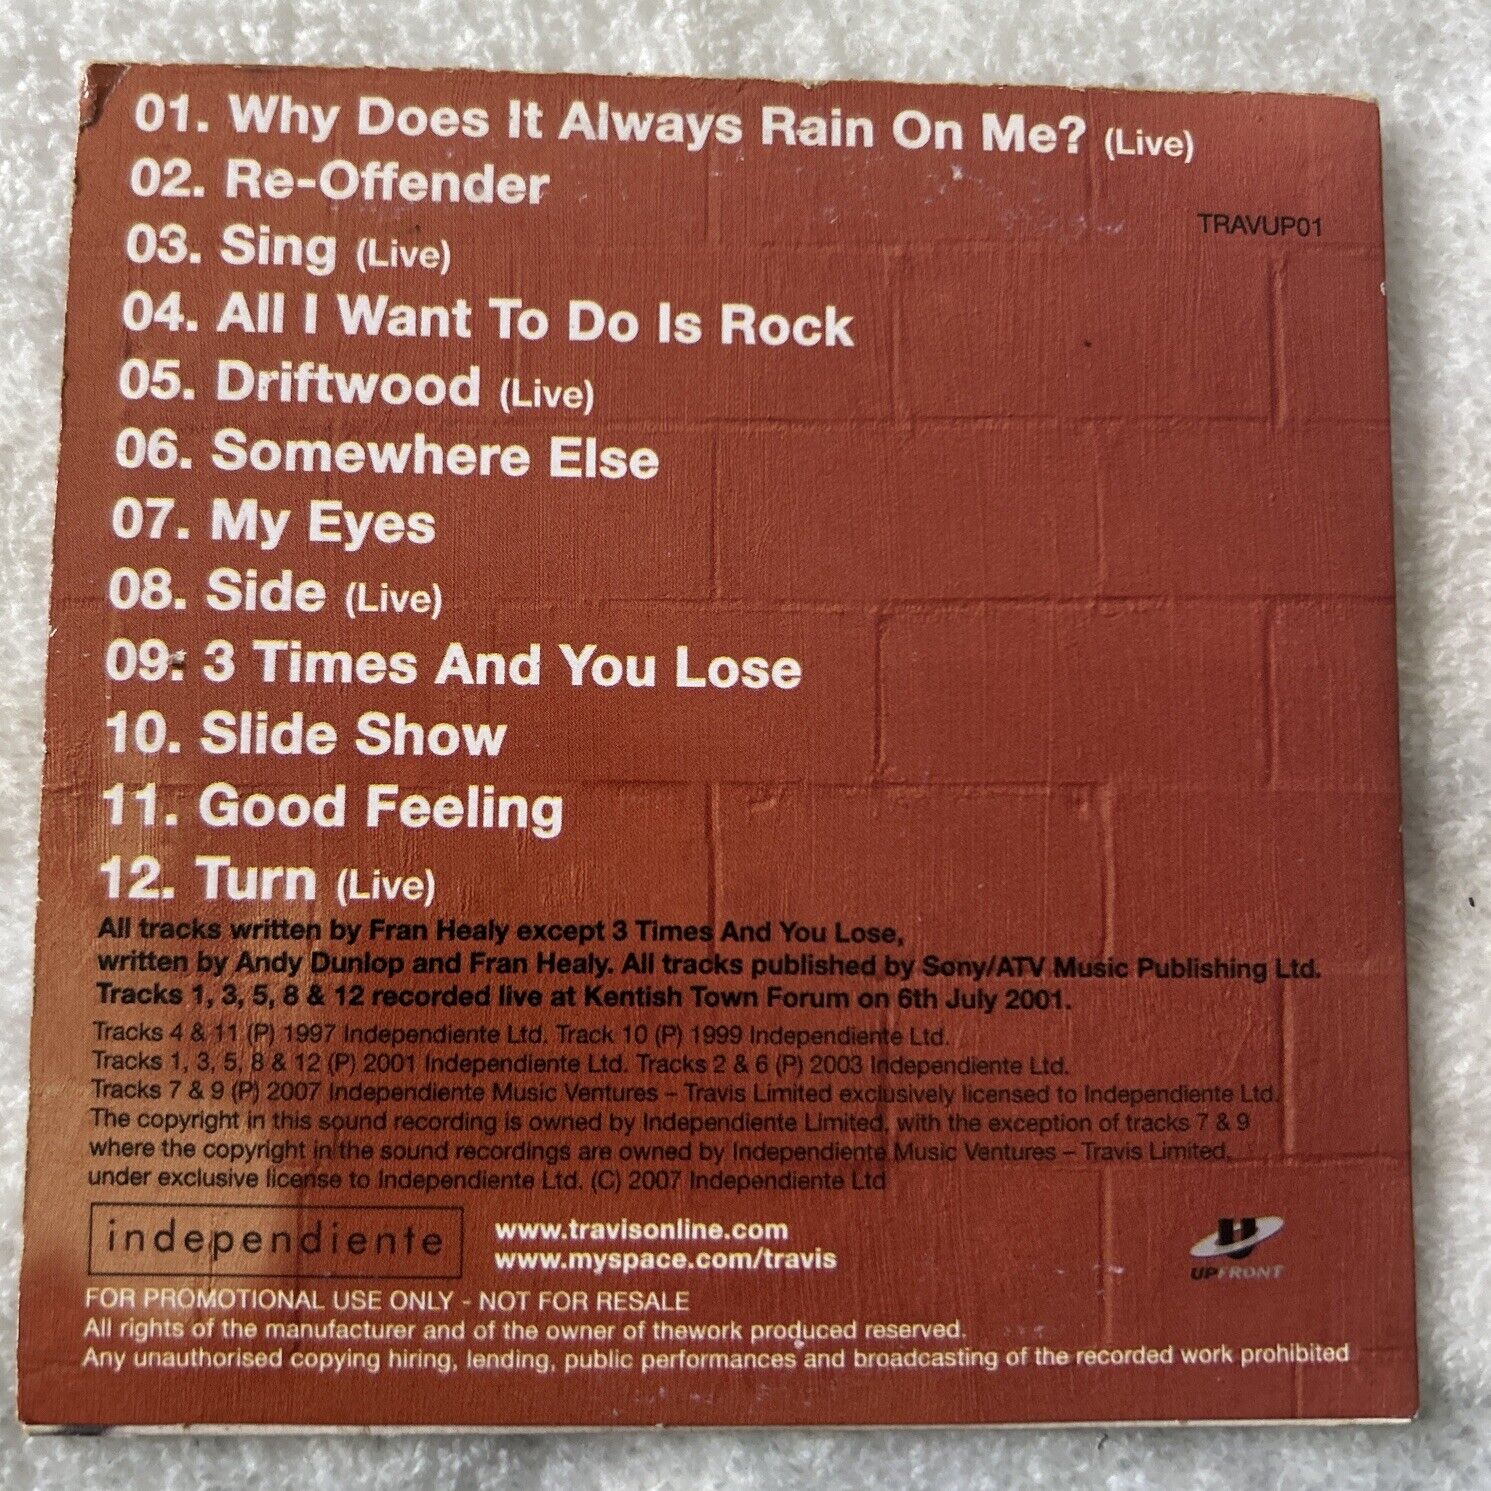 01. Why Does It Always Rain On Me? (Live)
02. Re-Offender
TRAVUP01
03. Sing (Live)
04. All I Want To Do Is Rock
05. Driftwood (Live)
06. Somewhere Else
07. My Eyes
08. Side (Live)
09. 3 Times And You Lose
10. Slide Show
11. Good Feeling
12. Turn (Live)
All tracks written by Fran Healy except 3 Times And You Lose,
written by Andy Dunlop and Fran Healy. All tracks published by Sony/ATV Music Publishing Ltd.
Tracks 1, 3, 5, 8 & 12 recorded live at Kentish Town Forum on 6th July 2001.
Tracks 4 & 11 (P) 1997 Independiente Ltd. Track 10 (P) 1999 Independiente Ltd.
Tracks 1, 3, 5, 8 & 12 (P) 2001 Independiente Ltd. Tracks 2 & 6 (P) 2003 Independiente Ltd.
Tracks 7 & 9 (P) 2007 Independiente Music Ventures – Travis Limited exclusively licensed to Independiente Ltd.
The copyright in this sound recording is owned by Independiente Limited, with the exception of tracks 7 & 9
where the copyright in the sound recordings are owned by Independiente Music Ventures – Travis Limited,
under exclusive license to Independiente Ltd. (C) 2007 Independiente Ltd
independiente
www.travisonline.com
www.myspace.com/travis
UPFRONT
FOR PROMOTIONAL USE ONLY - NOT FOR RESALE
All rights of the manufacturer and of the owner of thework produced reserved.
Any unauthorised copying hiring, lending, public performances and broadcasting of the recorded work prohibited